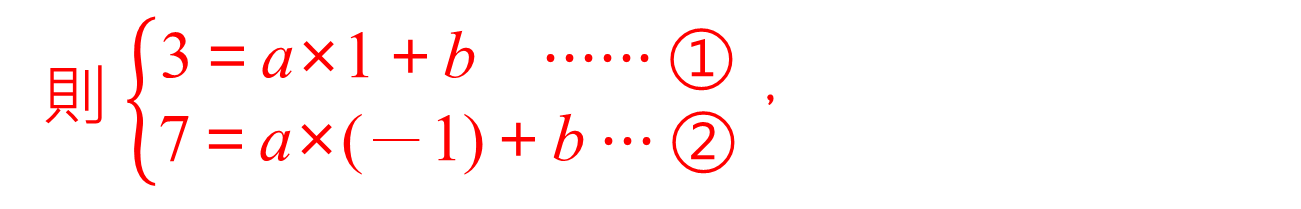 則 { 3 = a×1 + b …… ①
7 = a×(－1) + b … ② ，